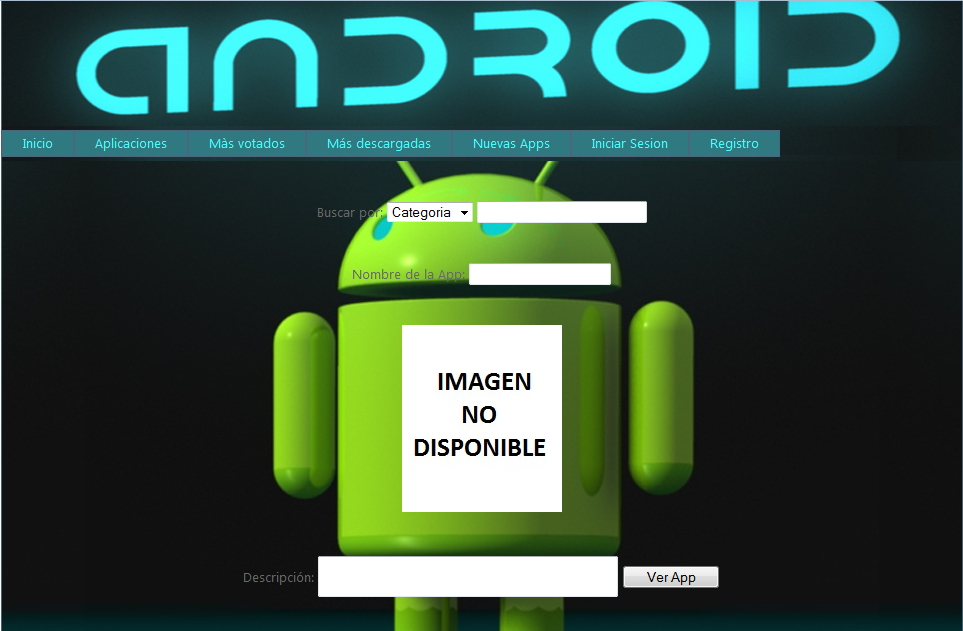 ANDROID
Inicio Aplicaciones Màs votados Más descargadas Nuevas Apps Iniciar Sesion Registro
Buscar por: Categoria
Nombre de la App:
IMAGEN
NO
DISPONIBLE
Descripción: Ver App